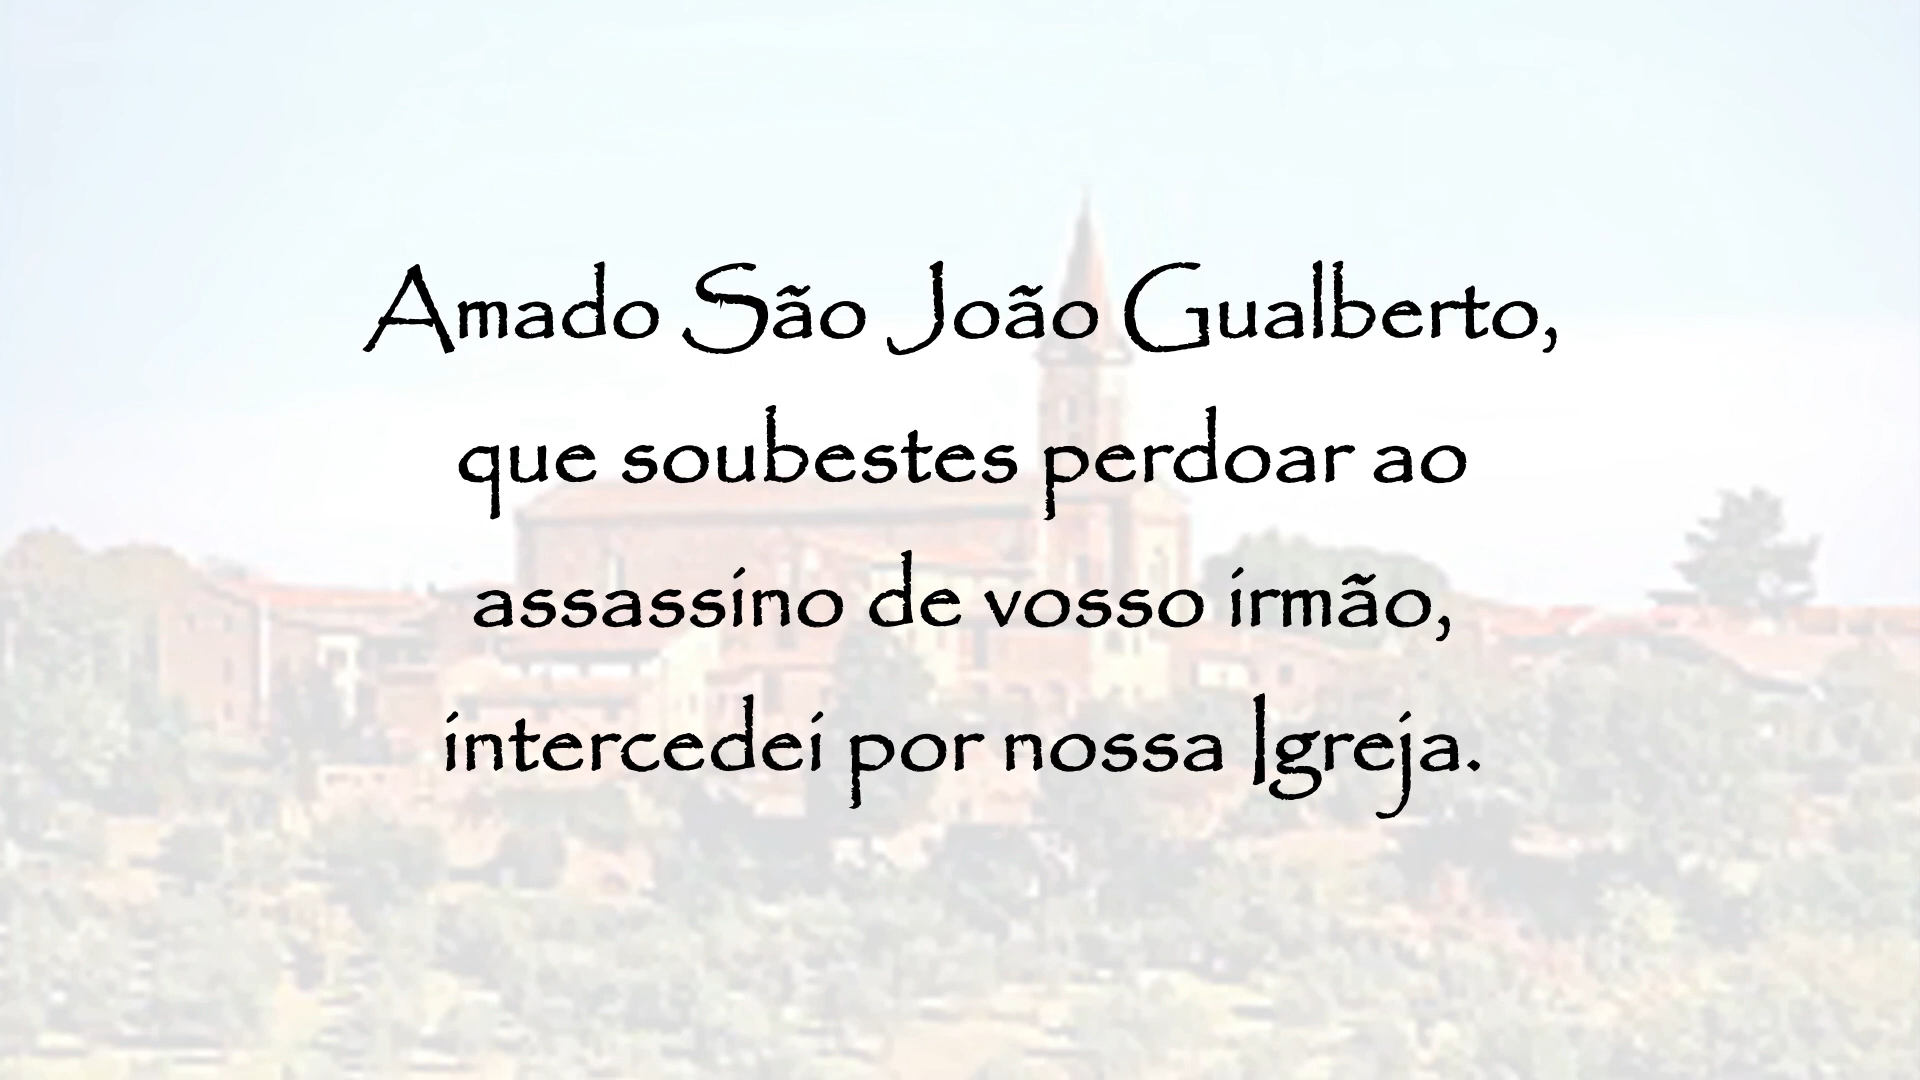 Amado São João Gualberto,
que soubestes perdoar ao
assassino de vosso irmão,
intercedei por nossa Igreja.